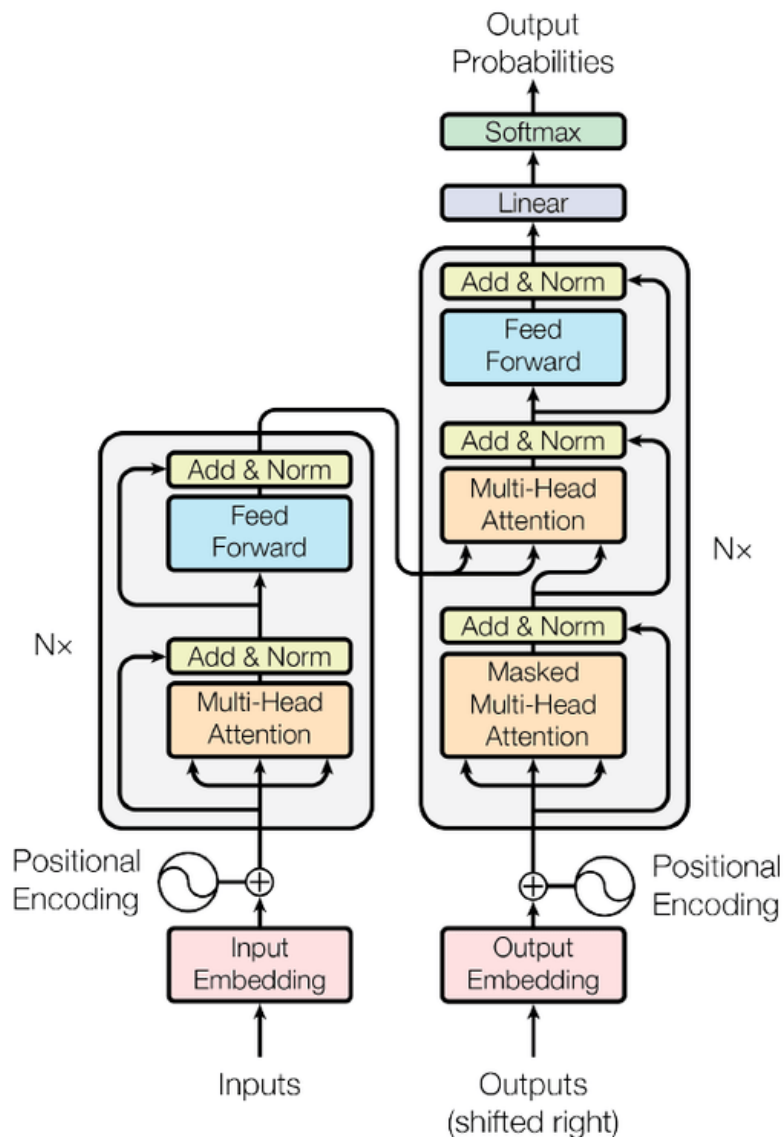 Output
Probabilities
Softmax
Linear
Add & Norm
Feed
Forward
Add & Norm
Multi-Head
Attention
Add & Norm
Masked
Multi-Head
Attention
N×
Add & Norm
Feed
Forward
Add & Norm
Multi-Head
Attention
N×
Positional
Encoding
Positional
Encoding
Input
Embedding
Output
Embedding
Inputs
Outputs
(shifted right)